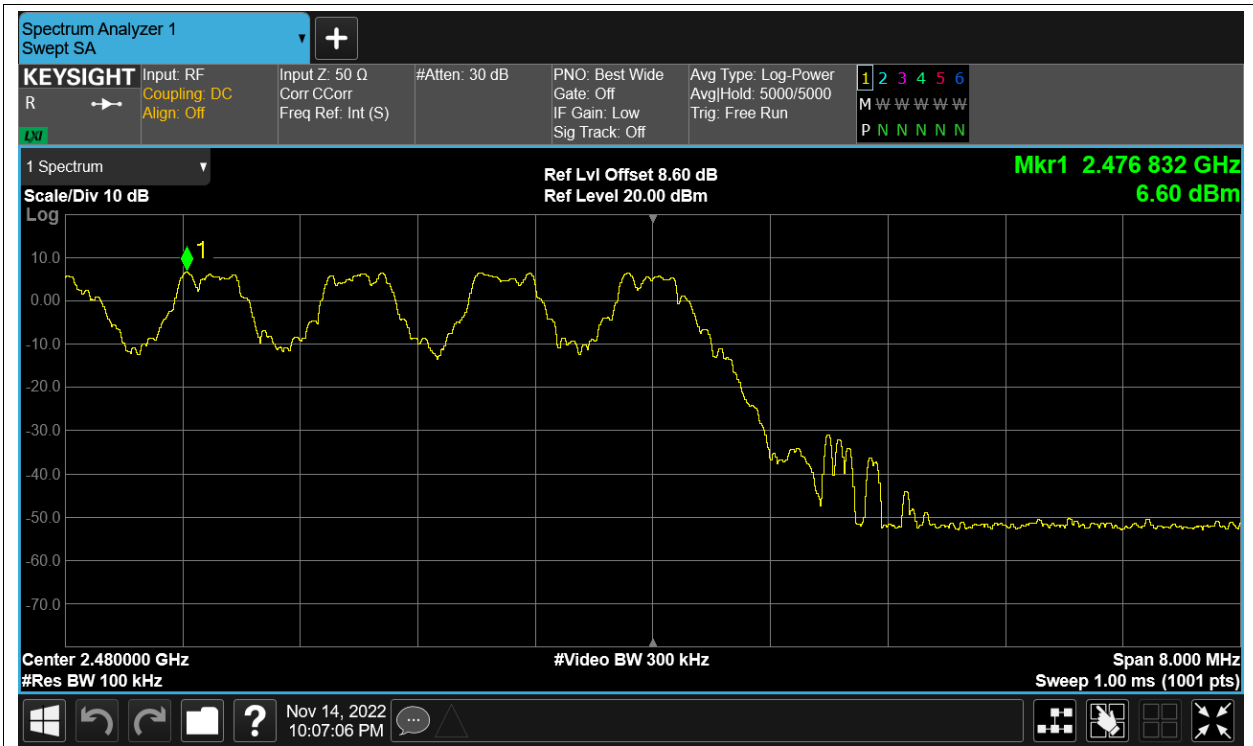 Spectrum Analyzer 1
Swept SA
KEYSIGHT
R
LXI
Input: RF
Coupling: DC
Align: Off
Input Z: 50 Ω
Corr CCorr
Freq Ref: Int (S)
#Atten: 30 dB
PNO: Best Wide
Gate: Off
IF Gain: Low
Sig Track: Off
Avg Type: Log-Power
Avg|Hold: 5000/5000
Trig: Free Run
1 2 3 4 5 6
M W W W W W
P N N N N N
1 Spectrum
Scale/Div 10 dB
Log
Ref Lvl Offset 8.60 dB
Ref Level 20.00 dBm
Mkr1 2.476 832 GHz
6.60 dBm
1
10.0
0.00
-10.0
-20.0
-30.0
-40.0
-50.0
-60.0
-70.0
Center 2.480000 GHz
#Video BW 300 kHz
Span 8.000 MHz
#Res BW 100 kHz
Sweep 1.00 ms (1001 pts)
?
Nov 14, 2022
10:07:06 PM